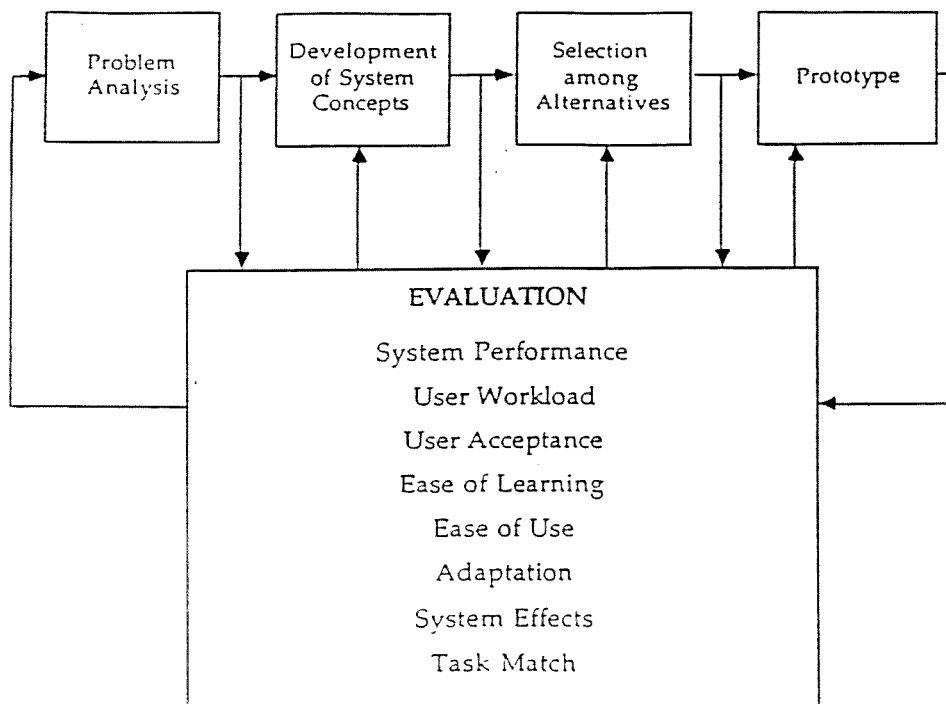 Problem
Analysis
Development
of System
Concepts
Selection
among
Alternatives
Prototype
EVALUATION
System Performance
User Workload
User Acceptance
Ease of Learning
Ease of Use
Adaptation
System Effects
Task Match